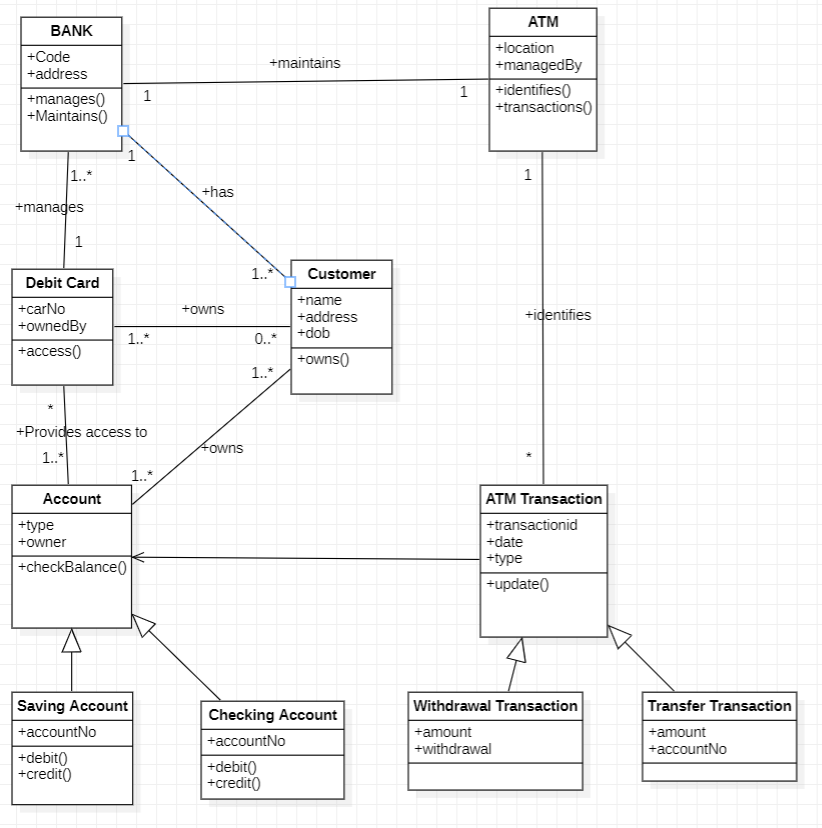 BANK
+Code
+address
+manages()
+Maintains()
+maintains
1
1
ATM
+location
+managedBy
+identifies()
+transactions()
1
1..*
+manages
1
+has
1..*
1
Debit Card
+carNo
+ownedBy
+access()
+owns
1..*
0..*
Customer
+name
+address
+dob
+owns()
1..*
+identifies
*
+Provides access to
1..*
+owns
1..*
*
Account
+type
+owner
+checkBalance()
ATM Transaction
+transactionid
+date
+type
+update()
Saving Account
+accountNo
+debit()
+credit()
Checking Account
+accountNo
+debit()
+credit()
Withdrawal Transaction
+amount
+withdrawal
Transfer Transaction
+amount
+accountNo